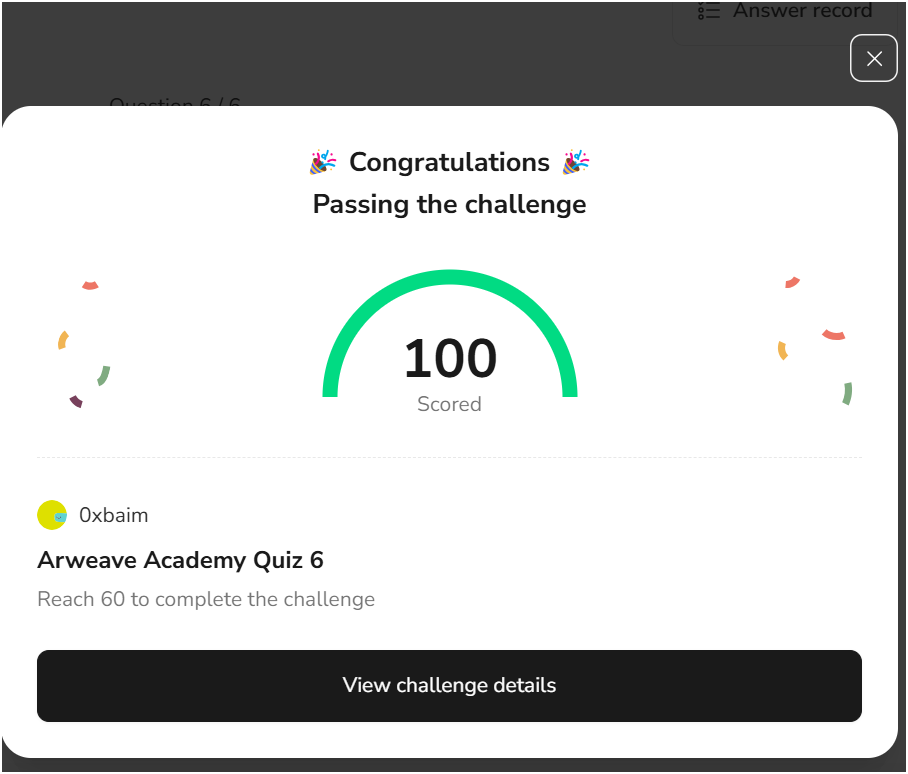 Answer record
Question 6 / 6
Congratulations
Passing the challenge
100
Scored
0xbaim
Arweave Academy Quiz 6
Reach 60 to complete the challenge
View challenge details